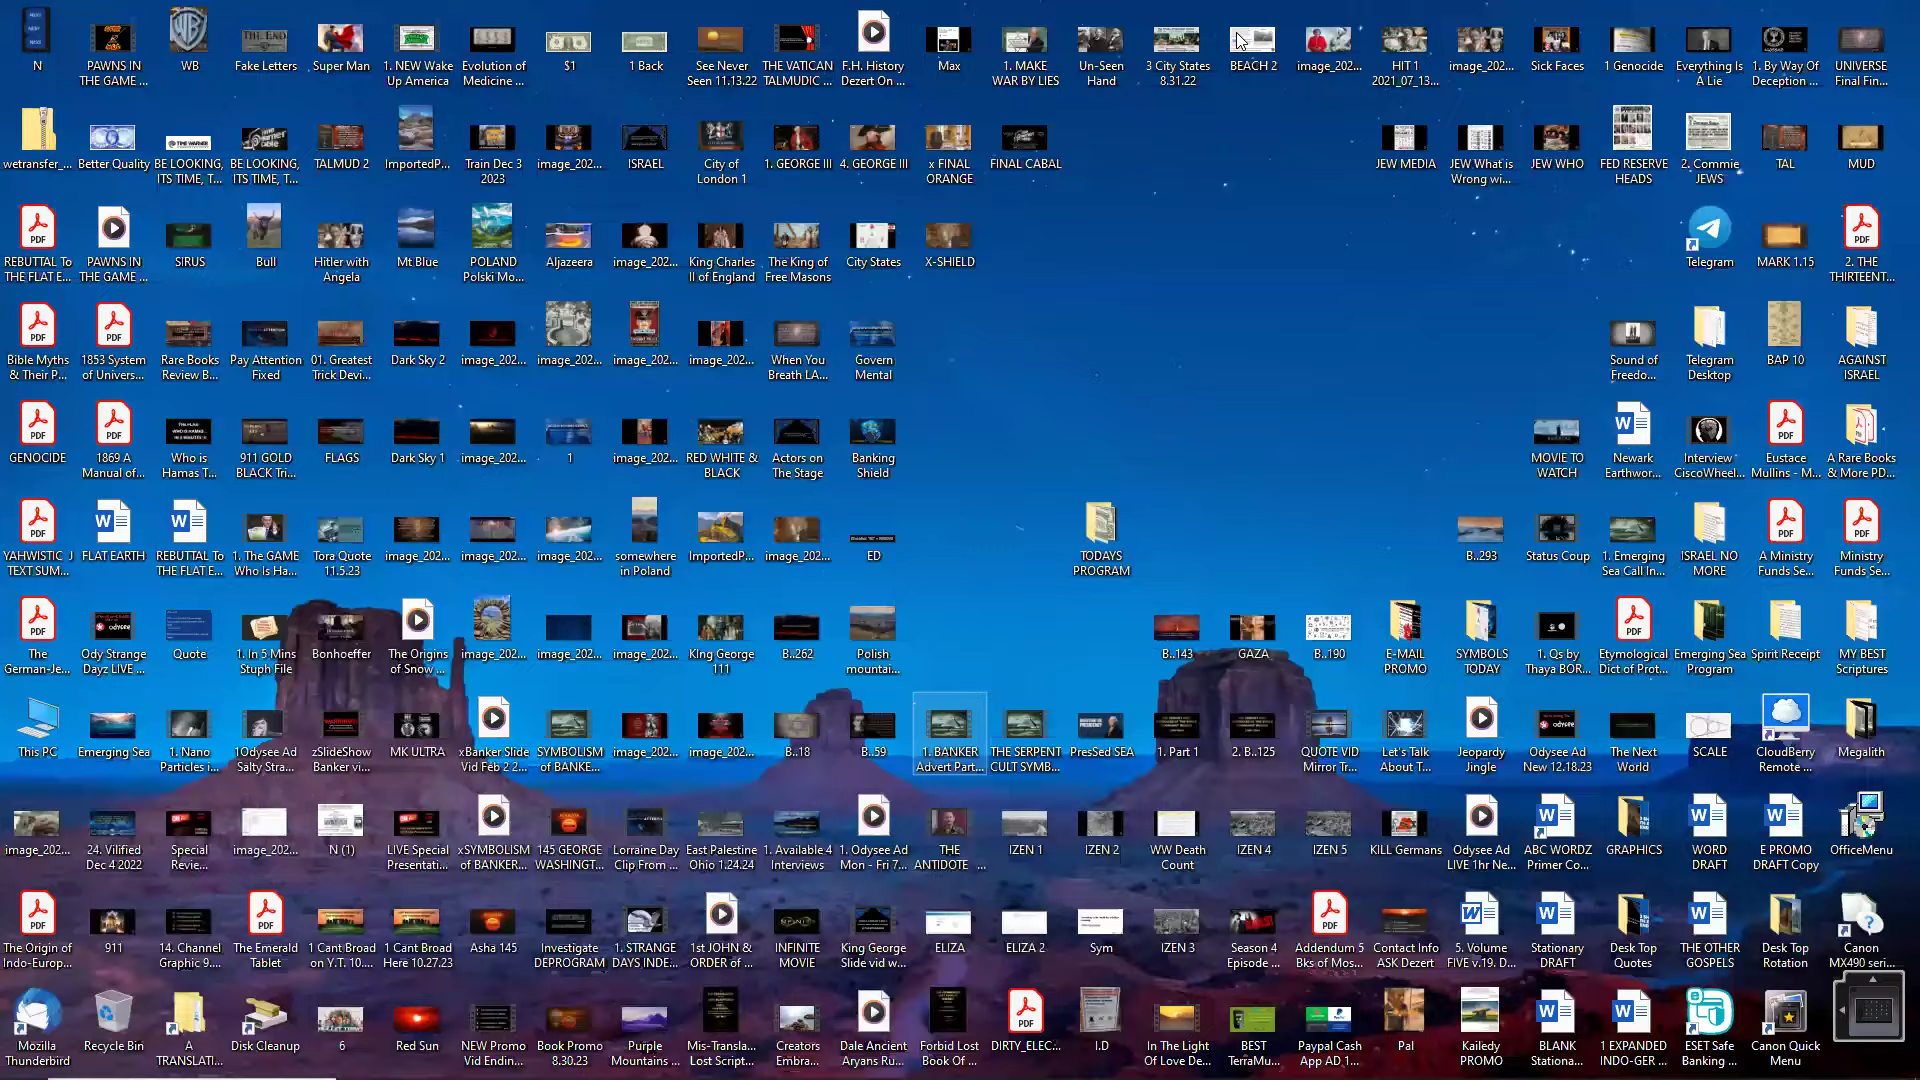 N
PAWNS IN
THE GAME ...
WB
Fake Letters
Super Man
1. NEW Wake
Up America
Evolution of
Medicine ...
$1
1 Back
See Never
Seen 11.13.22
THE VATICAN
TALMUDIC ...
F.H. History
Dezert On ...
Max
1. MAKE
WAR BY LIES
Un-Seen
Hand
3 City States
8.31.22
BEACH 2
image_202...
HIT 1
2021_07_13...
image_202...
Sick Faces
1 Genocide
Everything Is
A Lie
1. By Way Of
Deception ...
UNIVERSE
Final Fin...
wetransfer_...
Better Quality
BE LOOKING,
ITS TIME, T...
BE LOOKING,
ITS TIME, T...
TALMUD 2
ImportedP...
Train Dec 3
2023
image_202...
ISRAEL
City of
London 1
1. GEORGE III
4. GEORGE III
x FINAL
ORANGE
FINAL CABAL
JEW MEDIA
JEW What is
Wrong wi...
JEW WHO
FED RESERVE
HEADS
2. Commie
JEWS
TAL
MUD
REBUTTAL To
THE FLAT E...
PAWNS IN
THE GAME ...
SIRUS
Bull
Hitler with
Angela
Mt Blue
POLAND
Polski Mo...
Aljazeera
image_202...
King Charles
II of England
The King of
Free Masons
City States
X-SHIELD
Telegram
MARK 1.15
2. THE
THIRTEENT...
Bible Myths
& Their P...
1853 System
of Univers...
Rare Books
Review B...
Pay Attention
Fixed
01. Greatest
Trick Devi...
Dark Sky 2
image_202...
image_202...
image_202...
image_202...
When You
Breath LA...
Govern
Mental
Sound of
Freedo...
Telegram
Desktop
BAP 10
AGAINST
ISRAEL
GENOCIDE
1869 A
Manual of...
Who is
Hamas T...
911 GOLD
BLACK Tri...
FLAGS
Dark Sky 1
image_202...
1
image_202...
RED WHITE &
BLACK
Actors on
The Stage
Banking
Shield
MOVIE TO
WATCH
Newark
Earthwor...
Interview
CiscoWheel...
Eustace
Mullins - M...
A Rare Books
& More PD...
YAHWISTIC_J
TEXT SUM...
FLAT EARTH
REBUTTAL To
THE FLAT E...
1. The GAME
Who Is Ha...
Tora Quote
11.5.23
image_202...
image_202...
image_202...
somewhere
in Poland
ImportedP...
image_202...
ED
TODAYS
PROGRAM
B..293
Status Coup
1. Emerging
Sea Call In...
ISRAEL NO
MORE
A Ministry
Funds Se...
Ministry
Funds Se...
The
German-Je...
Ody Strange
Dayz LIVE ...
Quote
1. In 5 Mins
Stuph File
Bonhoeffer
The Origins
of Snow ...
image_202...
image_202...
image_202...
KIng George
111
B..262
Polish
mountai...
B..143
GAZA
B..190
E-MAIL
PROMO
SYMBOLS
TODAY
1. Qs by
Thaya BOR...
Etymological
Dict of Prot...
Emerging Sea
Program
Spirit Receipt
MY BEST
Scriptures
This PC
Emerging Sea
1. Nano
Particles i...
1Odysee Ad
Salty Stra...
zSlideShow
Banker vi...
MK ULTRA
xBanker Slide
Vid Feb 2 2...
SYMBOLISM
of BANKE...
image_202...
image_202...
B..18
B..59
1. BANKER
Advert Part...
THE SERPENT
CULT SYMB...
PresSed SEA
1. Part 1
2. B..125
QUOTE VID
Mirror Tr...
Let's Talk
About T...
Jeopardy
Jingle
Odysee Ad
New 12.18.23
The Next
World
SCALE
CloudBerry
Remote ...
Megalith
image_202...
24. Vilified
Dec 4 2022
Special
Revie...
image_202...
N (1)
LIVE Special
Presentati...
xSYMBOLISM
of BANKER...
145 GEORGE
WASHINGT...
Lorraine Day
Clip From ...
East Palestine
Ohio 1.24.24
1. Available 4
Interviews
1. Odysee Ad
Mon - Fri 7...
THE
ANTIDOTE ...
IZEN 1
IZEN 2
WW Death
Count
IZEN 4
IZEN 5
KILL Germans
Odysee Ad
LIVE 1hr Ne...
ABC WORDZ
Primer Co...
GRAPHICS
WORD
DRAFT
E PROMO
DRAFT Copy
OfficeMenu
The Origin of
Indo-Europ...
911
14. Channel
Graphic 9....
The Emerald
Tablet
1 Cant Broad
on Y.T. 10....
1 Cant Broad
Here 10.27.23
Asha 145
Investigate
DEPROGRAM
1. STRANGE
DAYS INDE...
1st JOHN &
ORDER of ...
INFINITE
MOVIE
King George
Slide vid w...
ELIZA
ELIZA 2
Sym
IZEN 3
Season 4
Episode ...
Addendum 5
Bks of Mos...
Contact Info
ASK Dezert
5. Volume
FIVE v.19. D...
Stationary
DRAFT
Desk Top
Quotes
THE OTHER
GOSPELS
Desk Top
Rotation
Canon
MX490 seri...
Mozilla
Thunderbird
Recycle Bin
A
TRANSLATI...
Disk Cleanup
6
Red Sun
NEW Promo
Vid Endin...
Book Promo
8.30.23
Purple
Mountains ...
Mis-Transla...
Lost Script...
Creators
Embra...
Dale Ancient
Aryans Ru...
Forbid Lost
Book Of ...
DIRTY_ELEC...
I.D
In The Light
Of Love De...
BEST
TerraMu...
Paypal Cash
App AD 1...
Pal
Kailedy
PROMO
BLANK
Stationa...
1 EXPANDED
INDO-GER ...
ESET Safe
Banking ...
Canon Quick
Menu